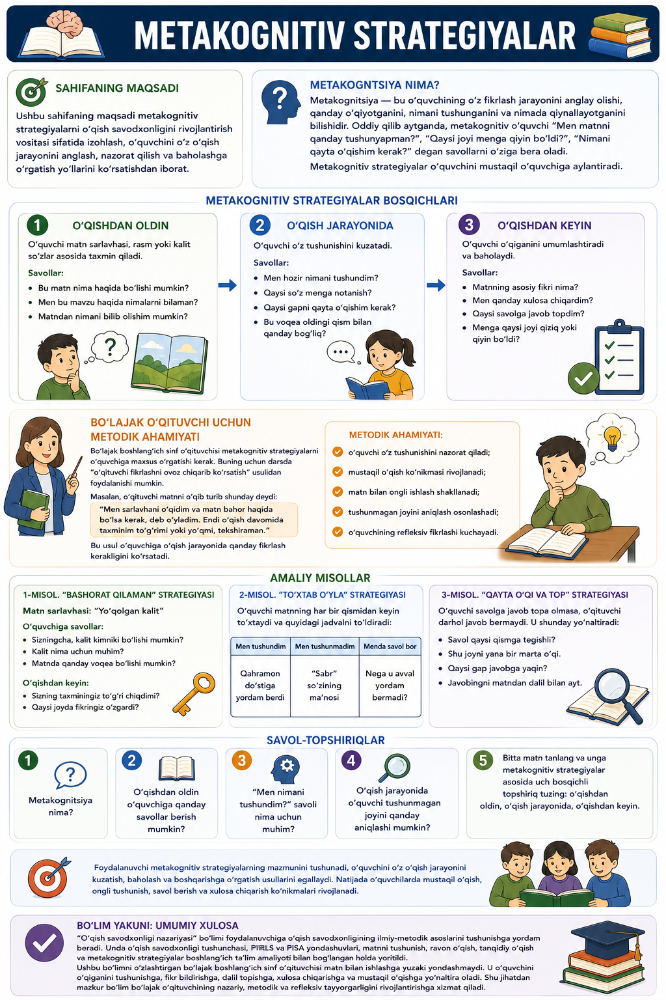 METAKOGNITIV STRATEGIYALAR
SAHIFANING MAQSADI
Ushbu sahifaning maqsadi metakognitiv
strategiyalarni o‘qish savodxonligini rivojlantirish
vositasi sifatida izohlash, o‘quvchini o‘z o‘qish
jarayonini anglash, nazorat qilish va baholashga
o‘rgatish yo‘llarini ko‘rsatishdan iborat.
METAKOGNTSIYA NIMA?
Metakognitsiya — bu o‘quvchining o‘z fikrlash jarayonini anglay olishi,
qanday o‘qiyotganini, nimani tushunganini va nimada qiynallayotganini
bilishidir. Oddiy qilib aytganda, metakognitiv o‘quvchi “Men matnni
qanday tushunyapman?”, “Qaysi joyi menga qiyin bo‘ldi?”, “Nimani
qayta o‘qishim kerak?” degan savollarni o‘ziga bera oladi.
Metakognitiv strategiyalar o‘quvchini mustaqil o‘quvchiga aylantiradi.
METAKOGNITIV STRATEGIYALAR BOSQICHLARI
1
O‘QISHDAN OLDIN
O‘quvchi matn sarlavhasi, rasm yoki kalit
so‘zlar asosida taxmin qiladi.
Savollar:
• Bu matn nima haqida bo‘lishi mumkin?
• Men bu mavzu haqida nimalarni bilaman?
• Matndan nimani bilib olishim mumkin?
?
2
O‘QISH JARAYONIDA
O‘quvchi o‘z tushunishini kuzatadi.
Savollar:
• Men hozir nimani tushundim?
• Qaysi so‘z menga notanish?
• Qaysi gapni qayta o‘qishim kerak?
• Bu voqea oldingi qism bilan
qanday bog‘liq?
3
O‘QISHDAN KEYIN
O‘quvchi o‘qiganini umumlashtiradi
va baholaydi.
Savollar:
• Matnning asosiy fikri nima?
• Men qanday xulosa chiqardim?
• Qaysi savolga javob topdim?
• Menga qaysi joyi qiziq yoki
qiyin bo‘ldi?
BO‘LAJAK O‘QITUVCHI UCHUN
METODIK AHAMIYATI
Bo‘lajak boshlang‘ich sinf o‘qituvchisi metakognitiv strategiyalarni
o‘quvchiga maxsus o‘rgatishi kerak. Buning uchun darsda
“o‘qituvchi fikrlashni ovoz chiqarib ko‘rsatish” usulidan
foydalanishi mumkin.
Masalan, o‘qituvchi matnni o‘qib turib shunday deydi:
“Men sarlavhani o‘qidim va matn bahor haqida
bo‘lsa kerak, deb o‘yladim. Endi o‘qish davomida
taxminim to‘g‘rimi yoki yo‘qmi, tekshiraman.”
Bu usul o‘quvchiga o‘qish jarayonida qanday fikrlash
kerakligini ko‘rsatadi.
METODIK AHAMIYATI:
o‘quvchi o‘z tushunishini nazorat qiladi;
mustaqil o‘qish ko‘nikmasi rivojlanadi;
matn bilan ongli ishlash shakllanadi;
tushunmagan joyini aniqlash osonlashadi;
o‘quvchining refleksiv fikrlashi kuchayadi.
AMALIY MISOLLAR
1-MISOL. “BASHORAT QILAMAN” STRATEGIYASI
Matn sarlavhasi: “Yo‘qolgan kalit”
O‘quvchiga savollar:
• Sizningcha, kalit kimniki bo‘lishi mumkin?
• Kalit nima uchun muhim?
• Matnda qanday voqea bo‘lishi mumkin?
O‘qishdan keyin:
• Sizning taxminingiz to‘g‘ri chiqdimi?
• Qaysi joyda fikringiz o‘zgardi?
2-MISOL. “TO‘XTAB O‘YLA” STRATEGIYASI
O‘quvchi matnning har bir qismidan keyin
to‘xtaydi va quyidagi jadvalni to‘ldiradi:
Men tushundim Men tushunmadim Menda savol bor
Qahramon “Sabr” Nega u avval
do‘stiga so‘zining yordam
yordam berdi ma’nosi bermadi?
3-MISOL. “QAYTA O‘QI VA TOP” STRATEGIYASI
O‘quvchi savolga javob topa olmasa, o‘qituvchi
darhol javob bermaydi. U shunday yo‘naltiradi:
• Savol qaysi qismga tegishli?
• Shu joyni yana bir marta o‘qi.
• Qaysi gap javobga yaqin?
• Javobingni matndan dalil bilan ayt.
SAVOL-TOPSHIRIQLAR
1
?
Metakognitsiya
nima?
2
O‘qishdan oldin
o‘quvchiga qanday
savollar berish
mumkin?
3
“Men nimani
tushundim?” savoli
nima uchun
muhim?
4
O‘qish jarayonida
o‘quvchi tushunmagan
joyini qanday
aniqlashi mumkin?
5
Bitta matn tanlang va unga
metakognitiv strategiyalar
asosida uch bosqichli
topshiriq tuzing: o‘qishdan
oldin, o‘qish jarayonida, o‘qishdan keyin.
Foydalanuvchi metakognitiv strategiyalarning mazmunini tushunadi, o‘quvchini o‘z o‘qish jarayonini
kuzatish, baholash va boshqarishga o‘rgatish usullarini egallaydi. Natijada o‘quvchilarda mustaqil o‘qish,
ongli tushunish, savol berish va xulosa chiqarish ko‘nikmalari rivojlanadi.
BO‘LIM YAKUNI: UMUMIY XULOSA
“O‘qish savodxonligi nazariyasi” bo‘limi foydalanuvchiga o‘qish savodxonligining ilmiy-metodik asoslarini tushunishga yordam
beradi. Unda o‘qish savodxonligi tushunchasi, va PISA yondashuvlari, matnni tushunish, ravon o‘qish, tanqidiy o‘qish
va metakognitiv strategiyalar boshlang‘ich ta’lim amaliyoti bilan bog‘langan holda yoritildi.
Ushbu bo‘limni o‘zlashtirgan bo‘lajak boshlang‘ich sinf o‘qituvchisi matn bilan ishlashga yuzaki yondashmaydi. U o‘quvchini
o‘qiganini tushunishga, fikr bildirishga, dalil topishga, xulosa chiqarishga va mustaqil o‘qishga yo‘naltira oladi. Shu jihatdan
mazkur bo‘lim bo‘lajak o‘qituvchining nazariy, metodik va refleksiv tayyorgarligini rivojlantirishga xizmat qiladi.